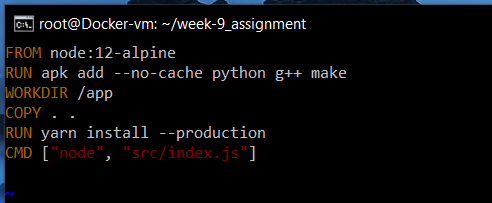 root@Docker-vm: ~/week-9_assignment
FROM node:12-alpine
RUN apk add --no-cache python g++ make
WORKDIR /app
COPY . .
RUN yarn install --production
CMD ["node", "src/index.js"]
~